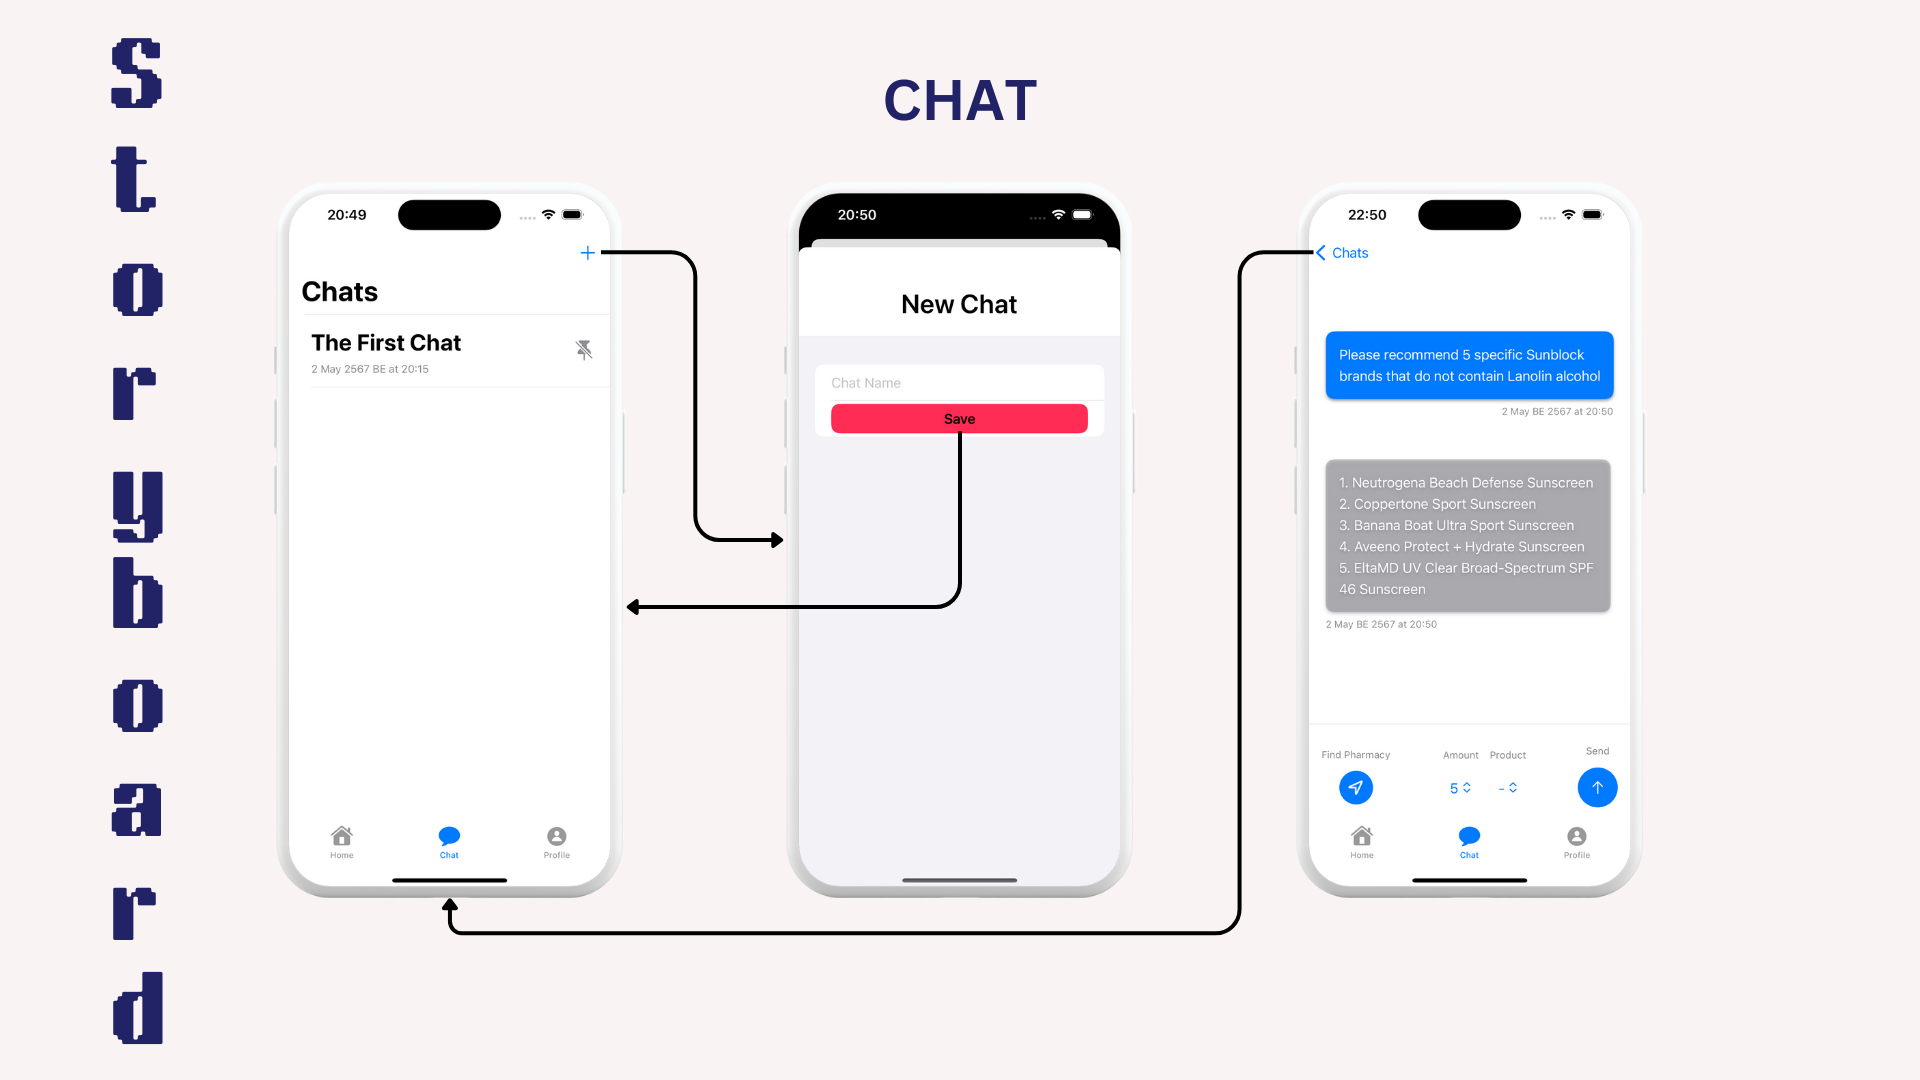 Storyboard
CHAT
20:49
Chats
The First Chat
2 May 2567 BE at 20:15
Home
Chat
Profile
20:50
New Chat
Chat Name
Save
22:50
Chats
Please recommend 5 specific Sunblock
brands that do not contain Lanolin alcohol
2 May BE 2567 at 20:50
1. Neutrogena Beach Defense Sunscreen
2. Coppertone Sport Sunscreen
3. Banana Boat Ultra Sport Sunscreen
4. Aveeno Protect + Hydrate Sunscreen
5. EltaMD UV Clear Broad-Spectrum SPF
46 Sunscreen
2 May BE 2567 at 20:50
Find Pharmacy
Amount
Product
Send
5
-
Home
Chat
Profile